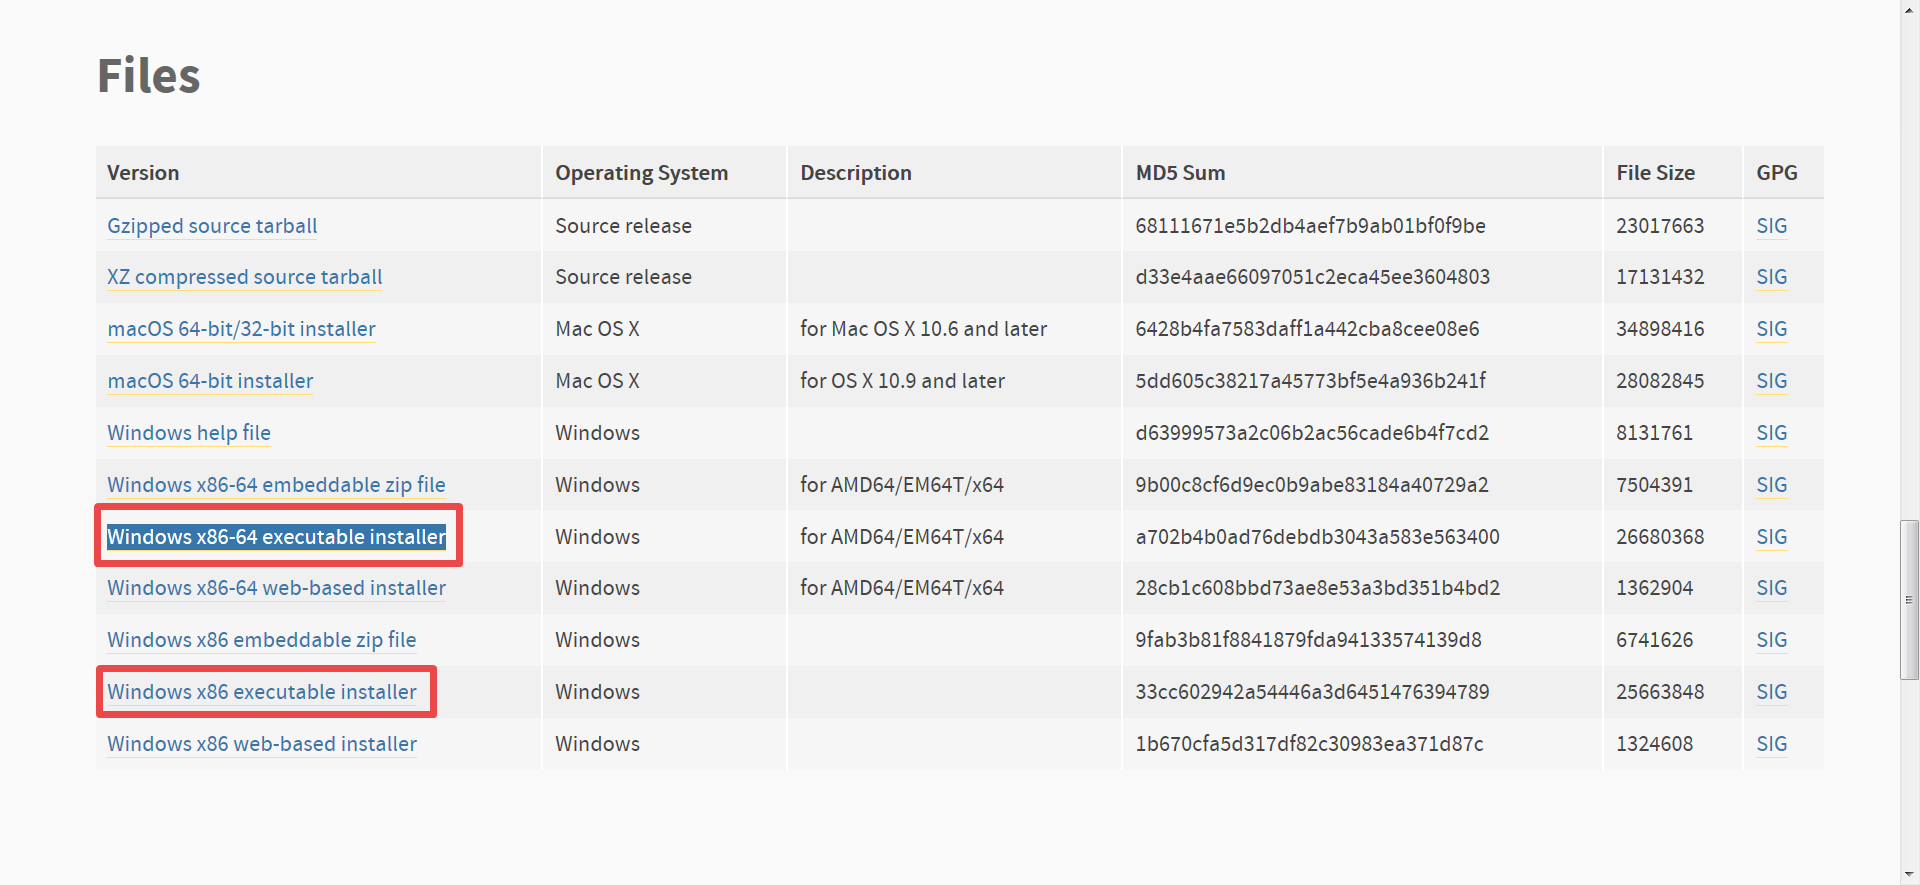 Files
Version Operating System Description MD5 Sum File Size GPG
Gzipped source tarball Source release 68111671e5b2db4aef7b9ab01bf0f9be 23017663 SIG
XZ compressed source tarball Source release d33e4aae66097051c2eca45ee3604803 17131432 SIG
macOS 64-bit/32-bit installer Mac OS X for Mac OS X 10.6 and later 6428b4fa7583daff1a442cba8cee08e6 34898416 SIG
macOS 64-bit installer Mac OS X for OS X 10.9 and later 5dd605c38217a45773bf5e4a936b241f 28082845 SIG
Windows help file Windows d63999573a2c06b2ac56cade6b4f7cd2 8131761 SIG
Windows x86-64 embeddable zip file Windows for AMD64/EM64T/x64 9b00c8cf6d9ec0b9abe83184a40729a2 7504391 SIG
Windows x86-64 executable installer Windows for AMD64/EM64T/x64 a702b4b0ad76debdb3043a583e563400 26680368 SIG
Windows x86-64 web-based installer Windows for AMD64/EM64T/x64 28cb1c608bbd73ae8e53a3bd351b4bd2 1362904 SIG
Windows x86 embeddable zip file Windows 9fab3b81f8841879fda94133574139d8 6741626 SIG
Windows x86 executable installer Windows 33cc602942a54446a3d6451476394789 25663848 SIG
Windows x86 web-based installer Windows 1b670cfa5d317df82c30983ea371d87c 1324608 SIG